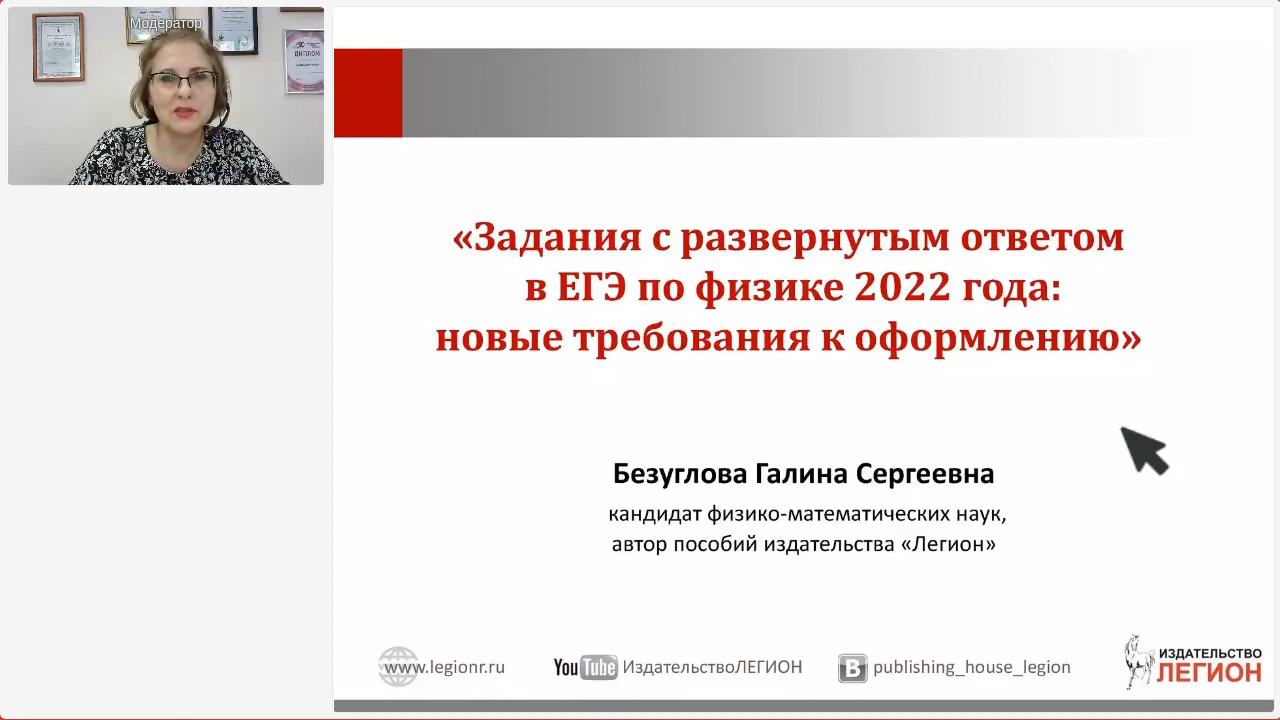 Модератор
ДИПЛОМ
«Задания с развернутым ответом
в ЕГЭ по физике 2022 года:
новые требования к оформлению»
Безуглова Галина Сергеевна
кандидат физико-математических наук,
автор пособий издательства «Легион»
www.legionr.ru
YouTube ИздательствоЛЕГИОН
B publishing_house_legion
ИЗДАТЕЛЬСТВО
ЛЕГИОН